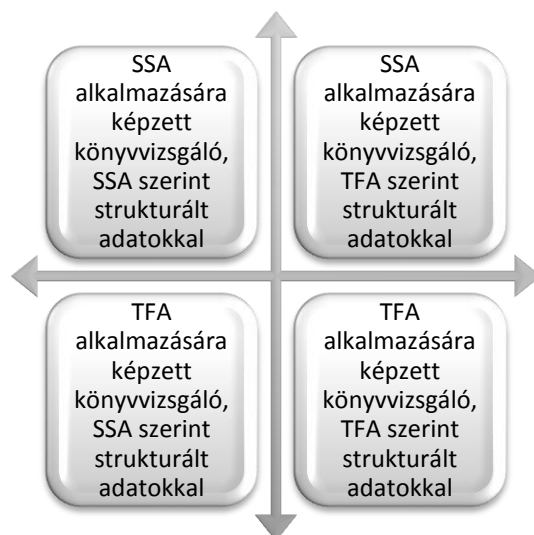 SSA
alkalmazására
képzett
könyvvizsgáló,
SSA szerint
strukturált
adatokkal
SSA
alkalmazására
képzett
könyvvizsgáló,
TFA szerint
strukturált
adatokkal
TFA
alkalmazására
képzett
könyvvizsgáló,
SSA szerint
strukturált
adatokkal
TFA
alkalmazására
képzett
könyvvizsgáló,
TFA szerint
strukturált
adatokkal